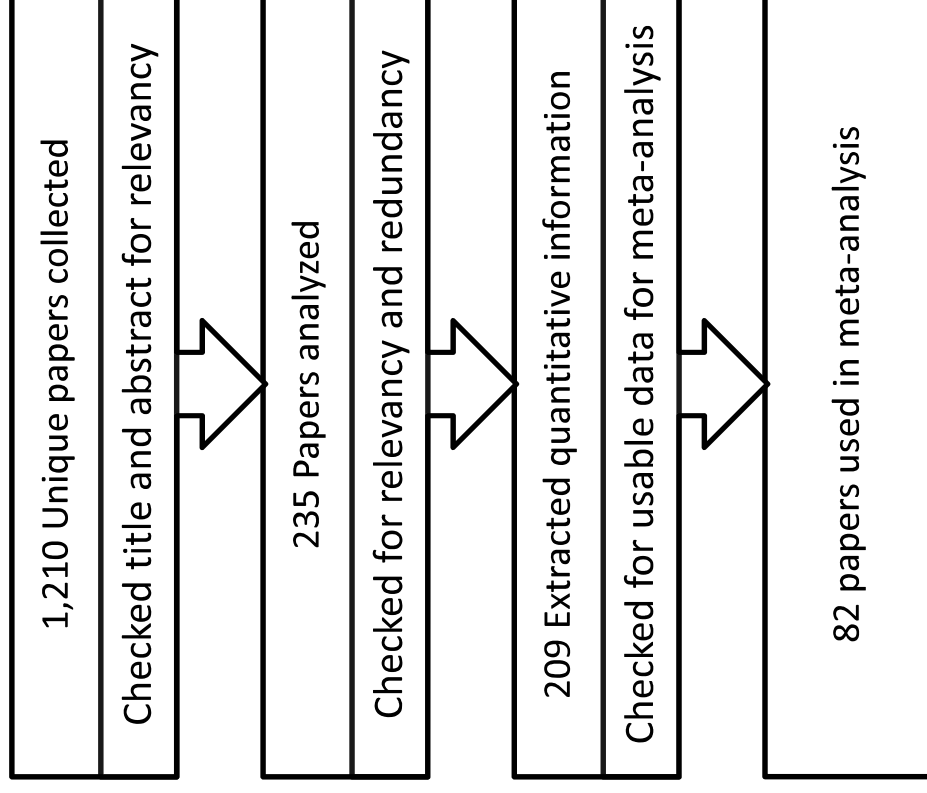 1,210 Unique papers collected
Checked title and abstract for relevancy
235 Papers analyzed
Checked for relevancy and redundancy
209 Extracted quantitative information
Checked for usable data for meta-analysis
82 papers used in meta-analysis